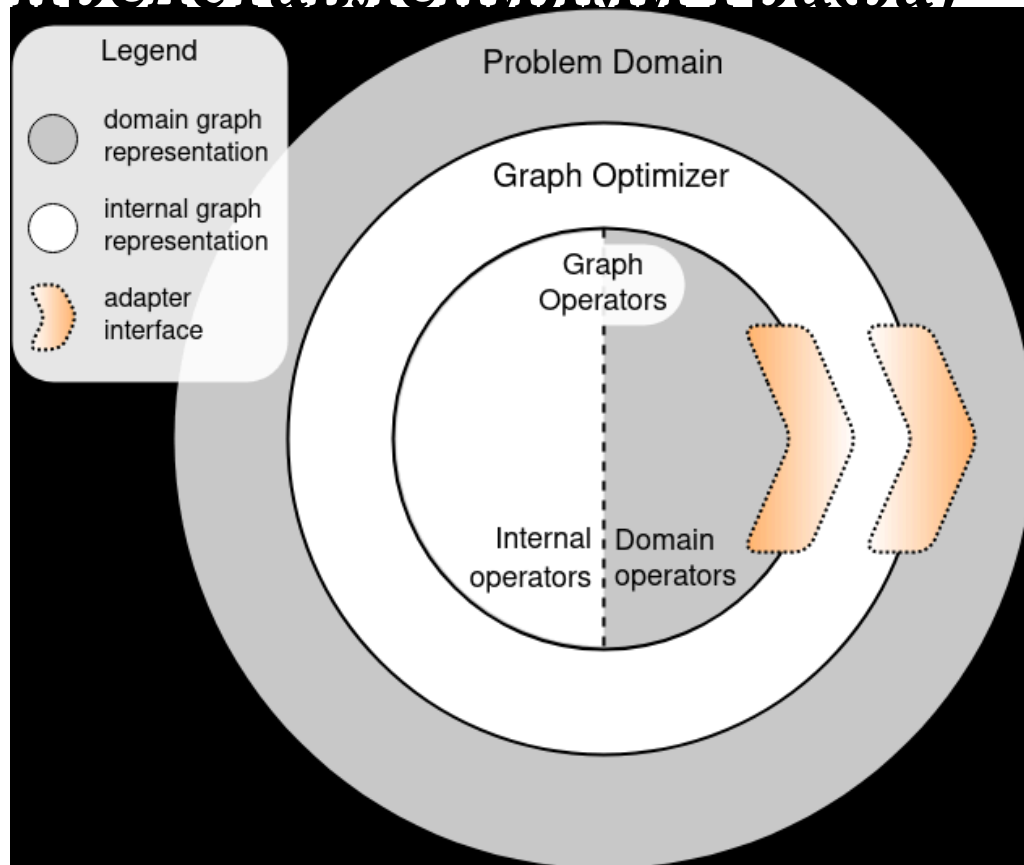 Legend
domain graph
representation
internal graph
representation
adapter
interface
Problem Domain
Graph Optimizer
Graph
Operators
Internal
operators
Domain
operators